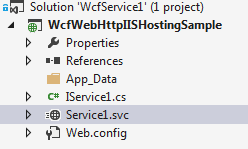 Solution 'WcfService1' (1 project)
WcfWebHttpIISHostingSample
Properties
References
App_Data
C# IService1.cs
Service1.svc
Web.config